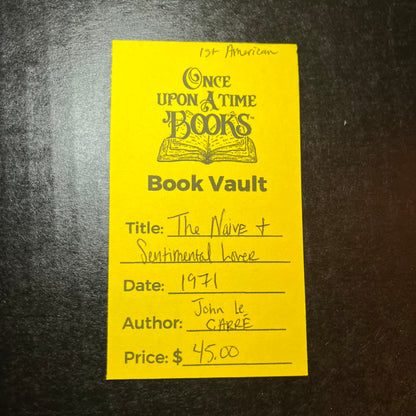 1st American
ONCE
UPON A TIME
BOOKS
Book Vault
Title: The Naive +
Sentimental Lover
Date: 1971
John le
Author: CARRÉ
Price: $ 45.00